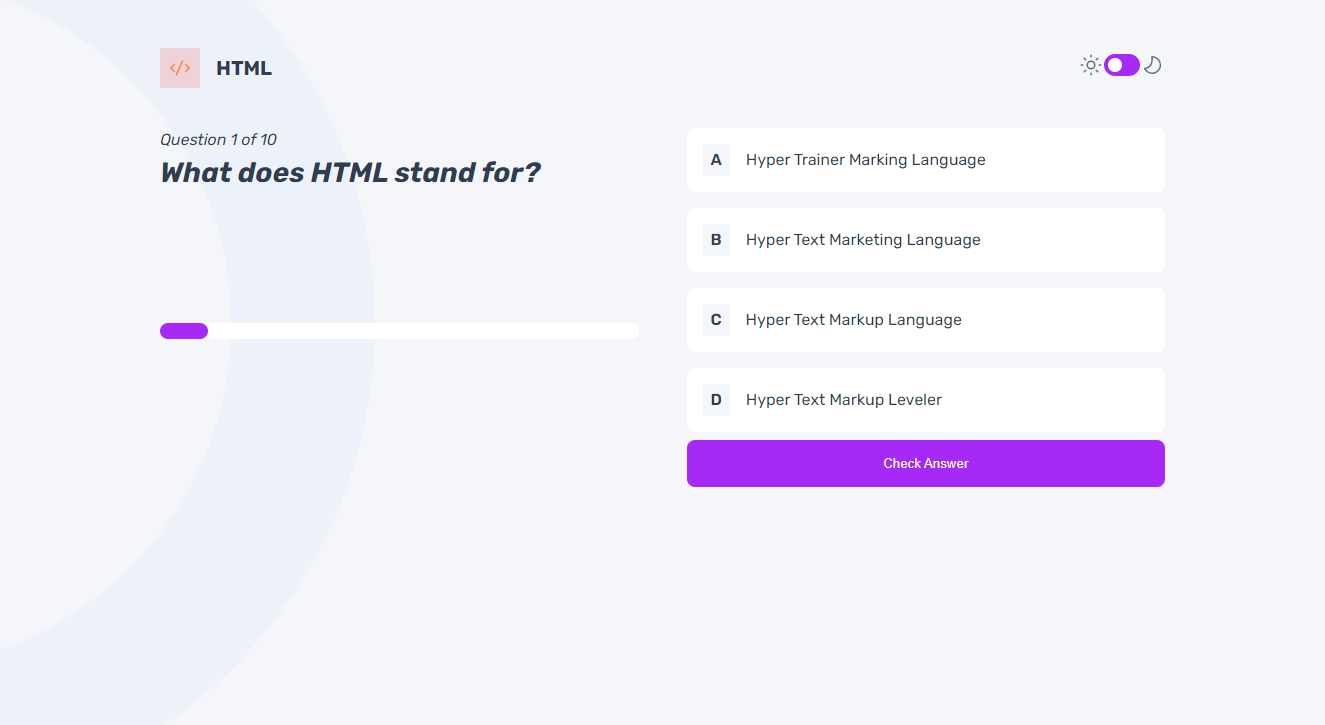 HTML
Question 1 of 10
What does HTML stand for?
A Hyper Trainer Marking Language
B Hyper Text Marketing Language
C Hyper Text Markup Language
D Hyper Text Markup Leveler
Check Answer